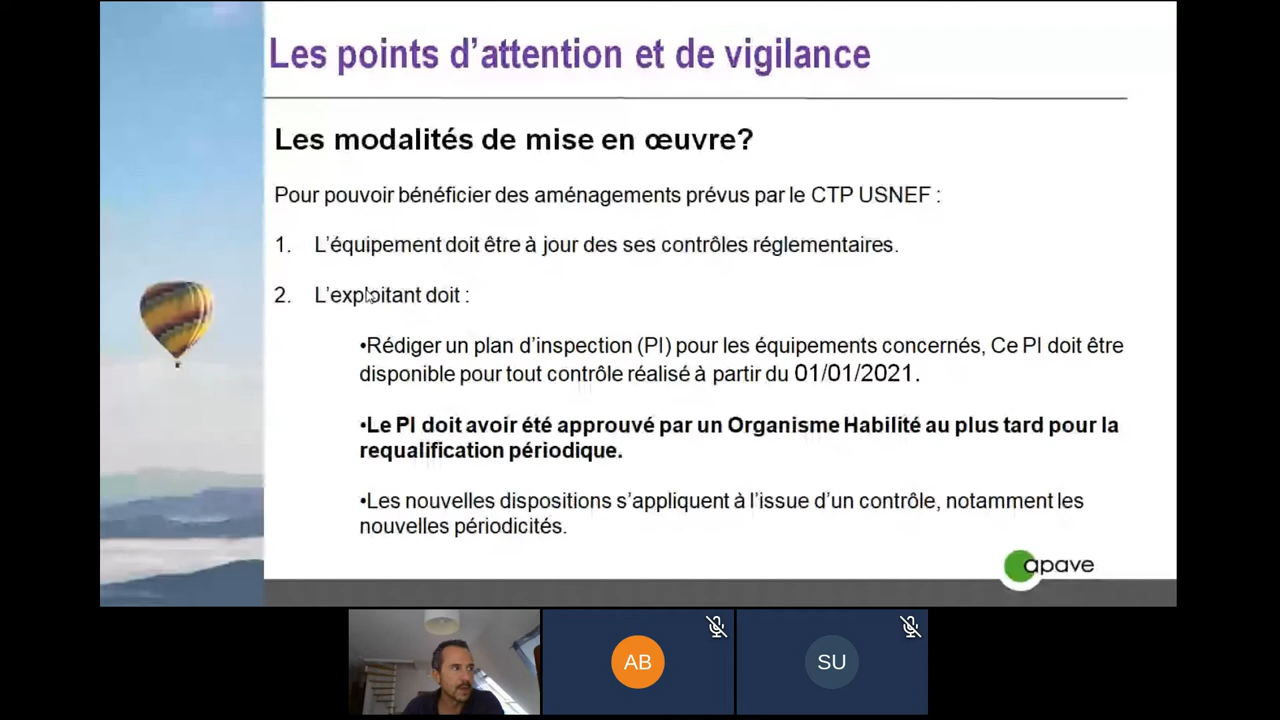 Les points d'attention et de vigilance
Les modalités de mise en œuvre?
Pour pouvoir bénéficier des aménagements prévus par le CTP USNEF :
1. L'équipement doit être à jour des ses contrôles réglementaires.
2. L'exploitant doit :
•Rédiger un plan d'inspection (PI) pour les équipements concernés, Ce PI doit être
disponible pour tout contrôle réalisé à partir du 01/01/2021.
•Le PI doit avoir été approuvé par un Organisme Habilité au plus tard pour la
requalification périodique.
•Les nouvelles dispositions s'appliquent à l'issue d'un contrôle, notamment les
nouvelles périodicités.
apave
AB
SU